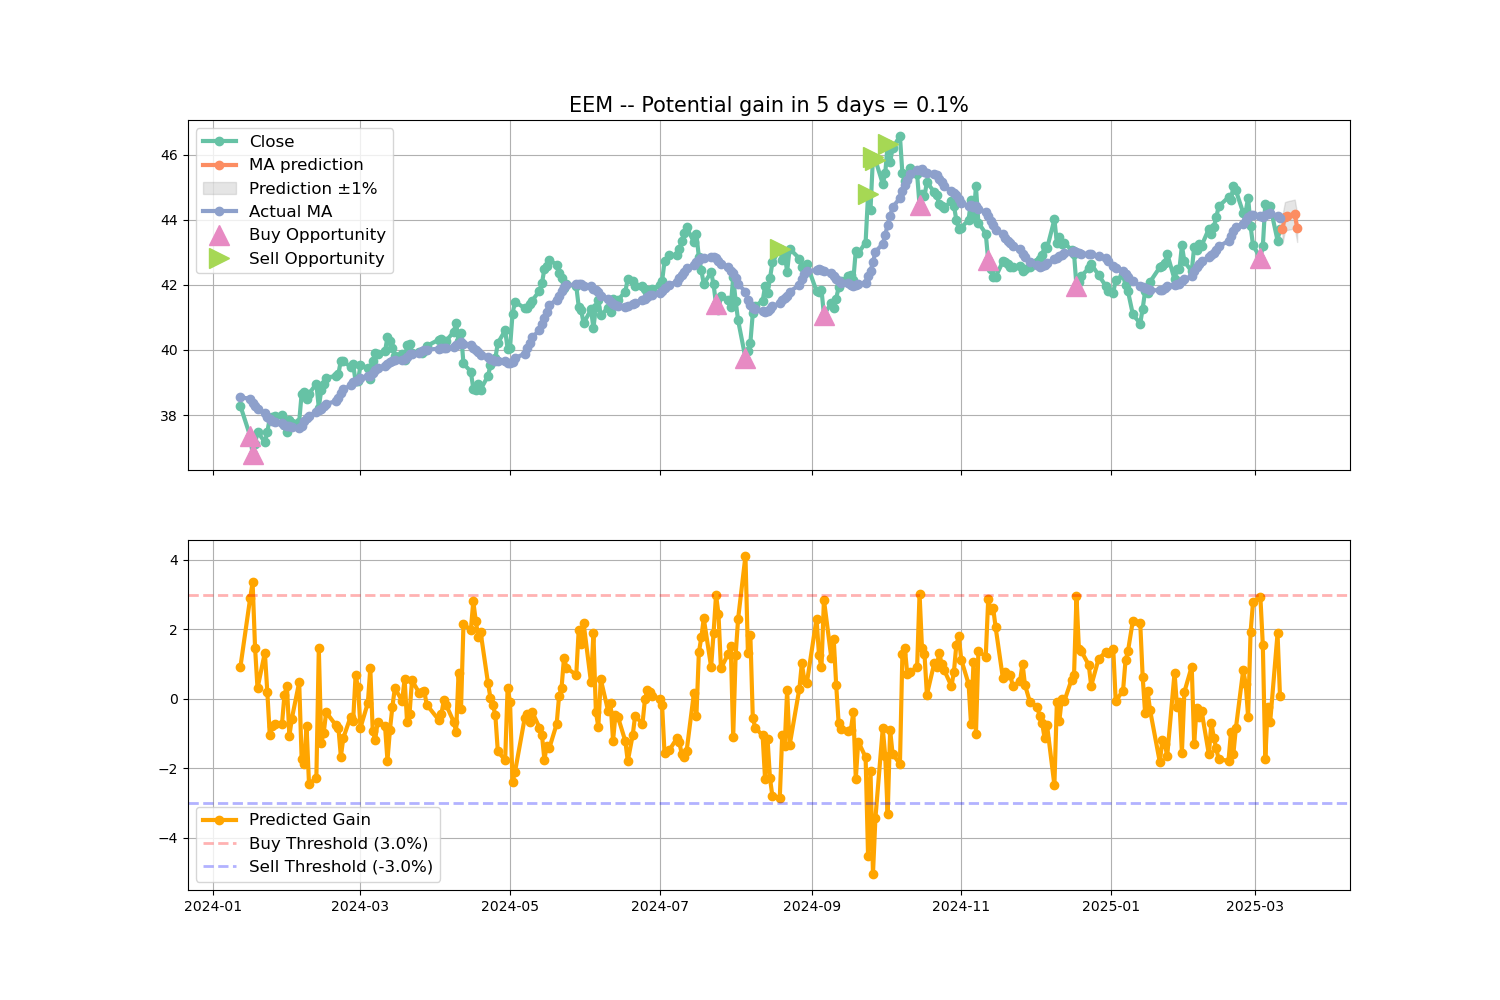 EEM -- Potential gain in 5 days = 0.1%
Close
MA prediction
Prediction ±1%
Actual MA
Buy Opportunity
Sell Opportunity
46
44
42
40
38
4
2
0
−2
−4
Predicted Gain
Buy Threshold (3.0%)
Sell Threshold (-3.0%)
2024-01 2024-03 2024-05 2024-07 2024-09 2024-11 2025-01 2025-03